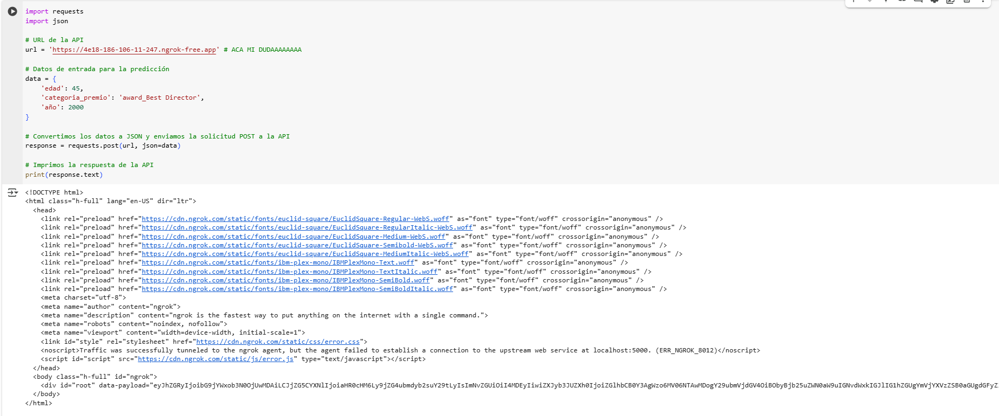 import requests
import json
# URL de la API
url = 'https://4e18-186-106-11-247.ngrok-free.app' # ACA MI DUDAAAAAAAA
# Datos de entrada para la predicción
data = {
'edad': 45,
'categoria_premio': 'award_Best Director',
'año': 2000
}
# Convertimos los datos a JSON y enviamos la solicitud POST a la API
response = requests.post(url, json=data)
# Imprimos la respuesta de la API
print(response.text)
<!DOCTYPE html>
<html class="h-full" lang="en-US" dir="ltr">
<head>
<link rel="preload" href="https://cdn.ngrok.com/static/fonts/euclid-square/EuclidSquare-Regular-WebS.woff" as="font" type="font/woff" crossorigin="anonymous" />
<link rel="preload" href="https://cdn.ngrok.com/static/fonts/euclid-square/EuclidSquare-RegularItalic-WebS.woff" as="font" type="font/woff" crossorigin="anonymous" />
<link rel="preload" href="https://cdn.ngrok.com/static/fonts/euclid-square/EuclidSquare-Medium-WebS.woff" as="font" type="font/woff" crossorigin="anonymous" />
<link rel="preload" href="https://cdn.ngrok.com/static/fonts/euclid-square/EuclidSquare-Semibold-WebS.woff" as="font" type="font/woff" crossorigin="anonymous" />
<link rel="preload" href="https://cdn.ngrok.com/static/fonts/euclid-square/EuclidSquare-MediumItalic-WebS.woff" as="font" type="font/woff" crossorigin="anonymous" />
<link rel="preload" href="https://cdn.ngrok.com/static/fonts/ibm-plex-mono/IBMPlexMono-Text.woff" as="font" type="font/woff" crossorigin="anonymous" />
<link rel="preload" href="https://cdn.ngrok.com/static/fonts/ibm-plex-mono/IBMPlexMono-TextItalic.woff" as="font" type="font/woff" crossorigin="anonymous" />
<link rel="preload" href="https://cdn.ngrok.com/static/fonts/ibm-plex-mono/IBMPlexMono-SemiBold.woff" as="font" type="font/woff" crossorigin="anonymous" />
<link rel="preload" href="https://cdn.ngrok.com/static/fonts/ibm-plex-mono/IBMPlexMono-SemiBoldItalic.woff" as="font" type="font/woff" crossorigin="anonymous" />
<meta charset="utf-8">
<meta name="author" content="ngrok">
<meta name="description" content="ngrok is the fastest way to put anything on the internet with a single command.">
<meta name="robots" content="noindex, nofollow">
<meta name="viewport" content="width=device-width, initial-scale=1">
<link id="style" rel="stylesheet" href="https://cdn.ngrok.com/static/css/error.css">
<noscript>Traffic was successfully tunneled to the ngrok agent, but the agent failed to establish a connection to the upstream web service at localhost:5000. (ERR_NGROK_8012)</noscript>
<script id="script" src="https://cdn.ngrok.com/static/js/error.js" type="text/javascript"></script>
</head>
<body class="h-full" id="ngrok">
<div id="root"
</body>
</html>